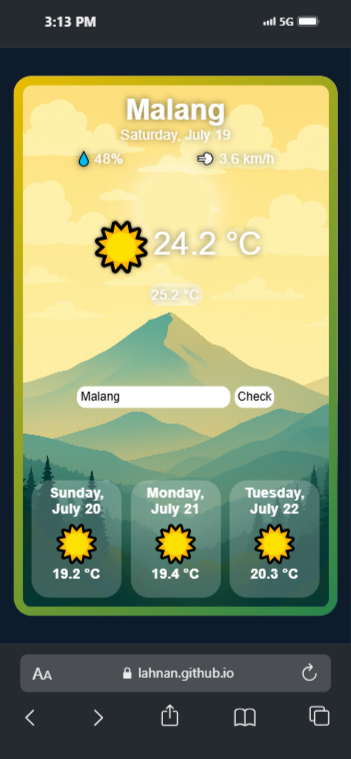 3:13 PM
5G
Malang
Saturday, July 19
48% 3.6 km/h
24.2 °C
25.2 °C
Malang Check
Sunday, Monday, Tuesday,
July 20 July 21 July 22
19.2 °C 19.4 °C 20.3 °C
AA lahnan.github.io